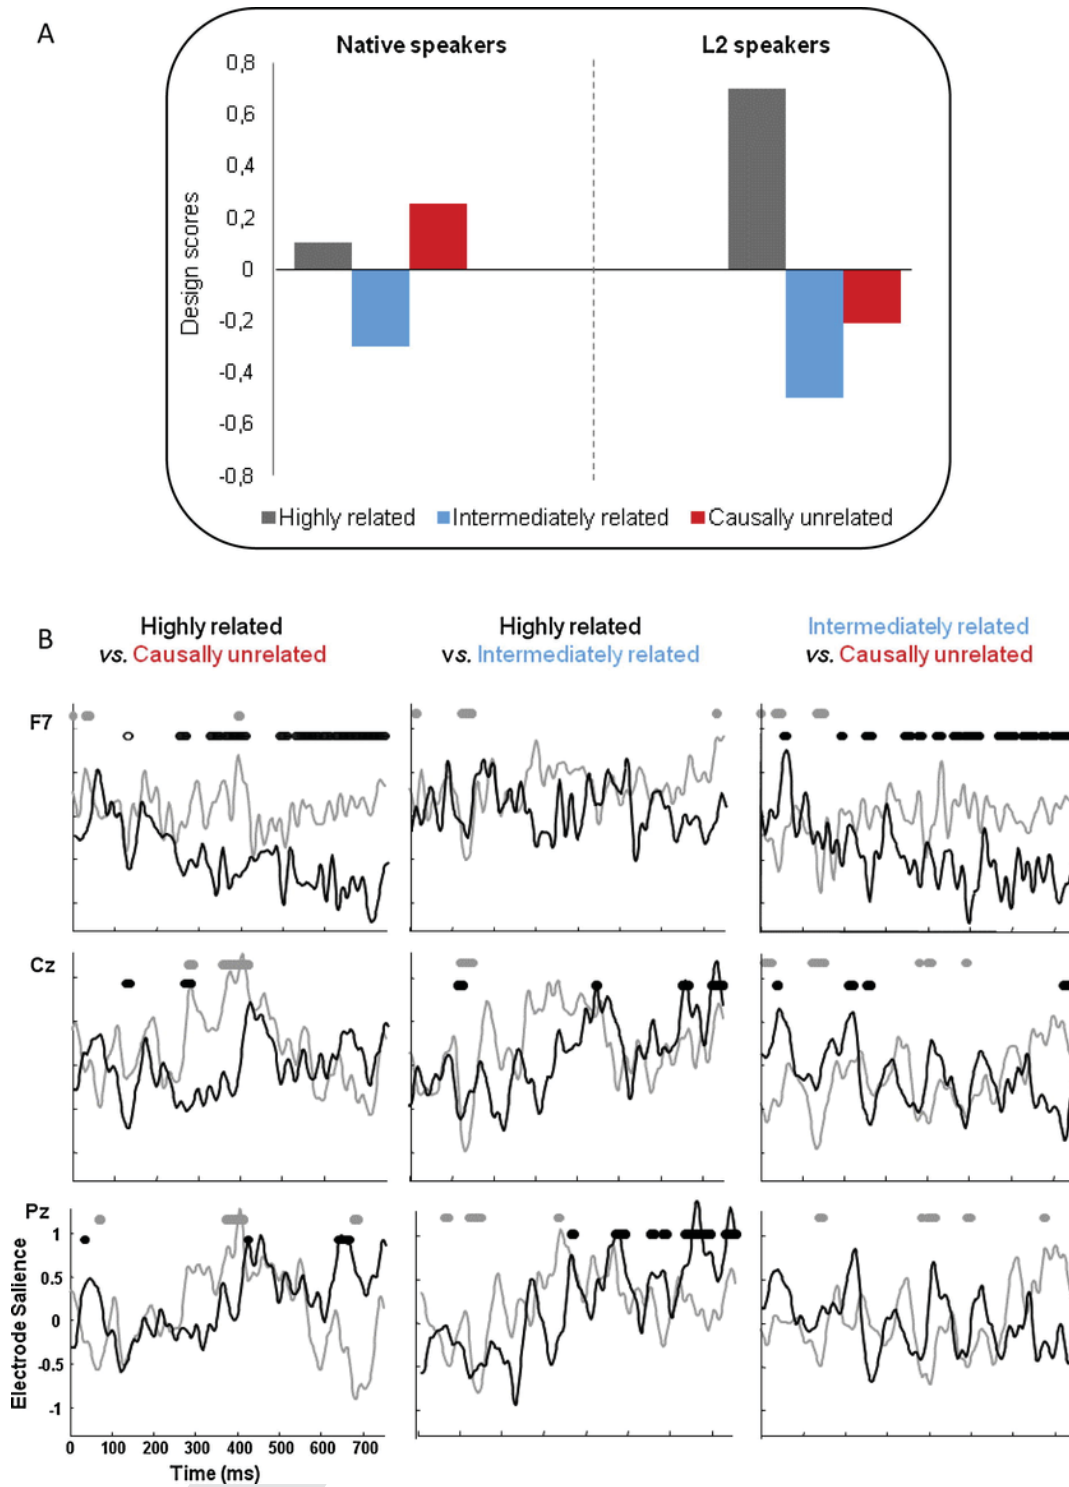 A
Native speakers
L2 speakers
0,8
0,6
0,4
0,2
0
-0,2
-0,4
-0,6
-0,8
Design scores
Highly related
Intermediately related
Causally unrelated
B
Highly related
vs. Causally unrelated
Highly related
vs. Intermediately related
Intermediately related
vs. Causally unrelated
F7
Cz
Pz
1
0.5
0
-0.5
-1
Electrode Salience
0 100 200 300 400 500 600 700
Time (ms)